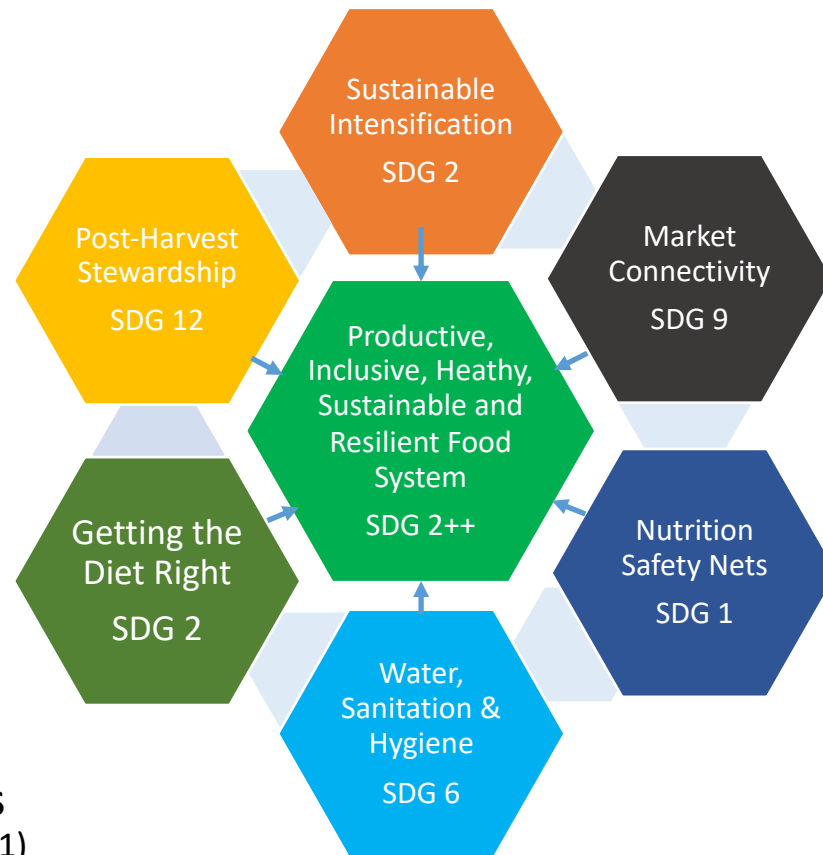 Sustainable
Intensification
SDG 2
Post-Harvest
Stewardship
SDG 12
Market
Connectivity
SDG 9
Productive,
Inclusive, Heathy,
Sustainable and
Resilient Food
System
SDG 2++
Getting the
Diet Right
SDG 2
Nutrition
Safety Nets
SDG 1
Water,
Sanitation &
Hygiene
SDG 6
s
1)